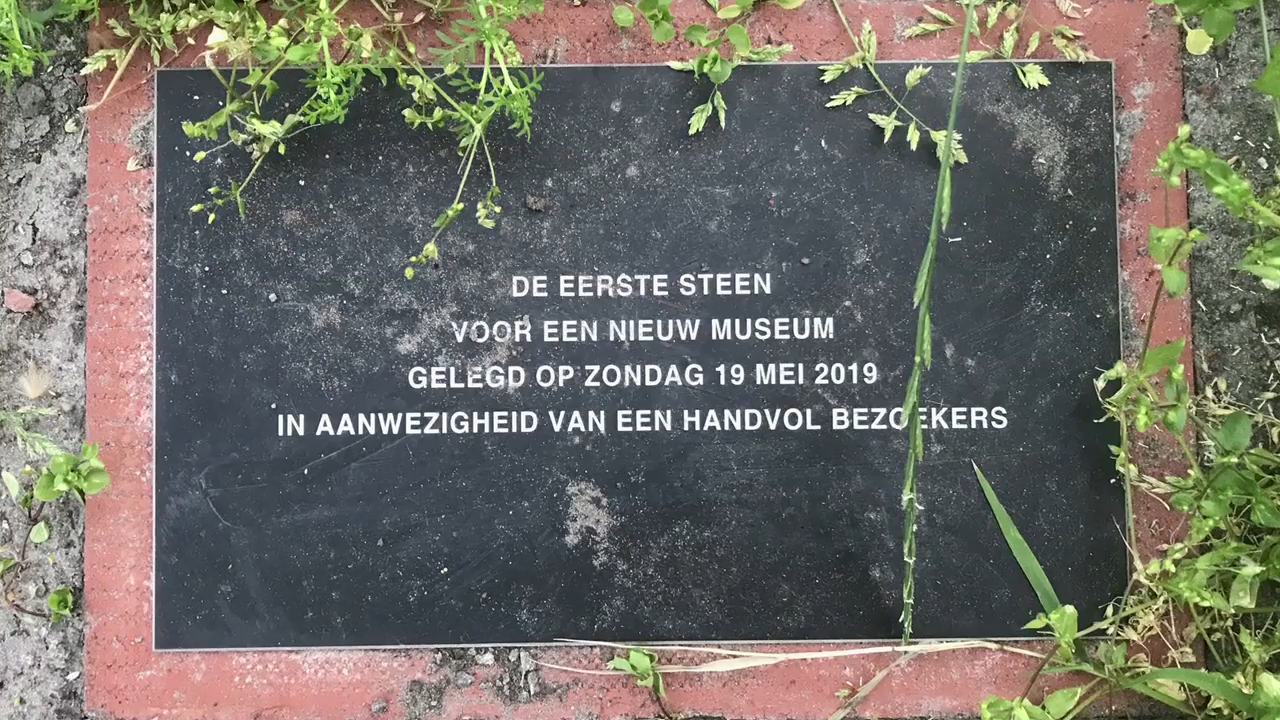 DE EERSTE STEEN
VOOR EEN NIEUW MUSEUM
GELEGD OP ZONDAG 19 MEI 2019
IN AANWEZIGHEID VAN EEN HANDVOL BEZOEKERS